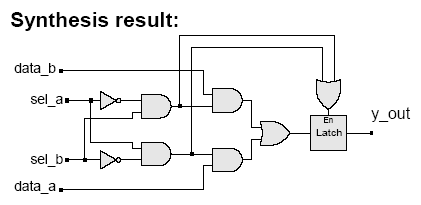 Synthesis result:
data_b
sel_a
En
y_out
Latch
sel_b
data_a